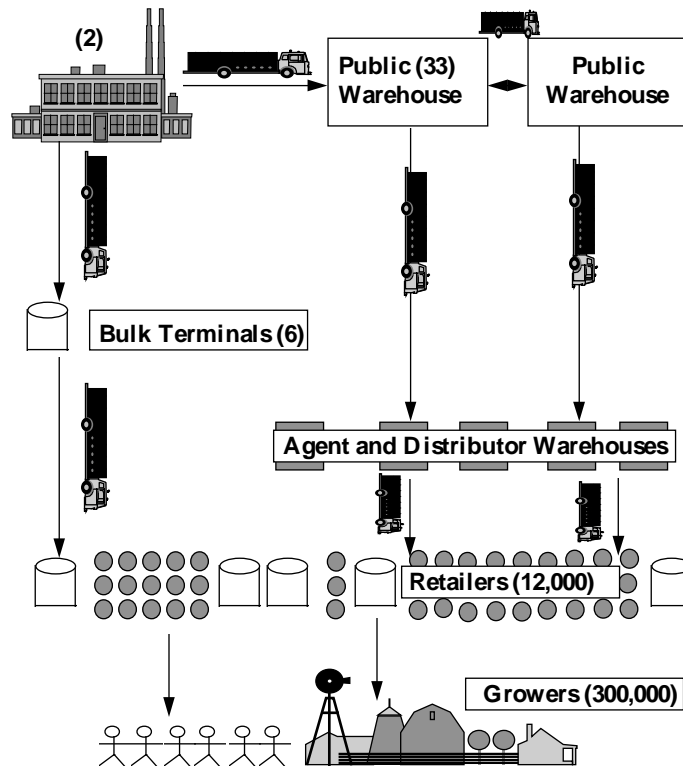 (2)
Public (33)
Warehouse
Public
Warehouse
Bulk Terminals (6)
Agent and Distributor Warehouses
Retailers (12,000)
Growers (300,000)